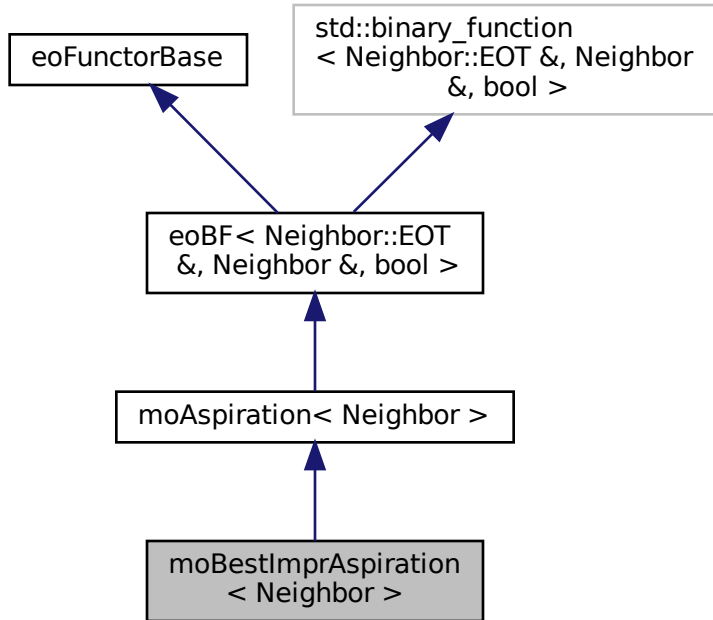 eoFunctorBase
std::binary_function
< Neighbor::EOT &, Neighbor
&, bool >
eoBF< Neighbor::EOT
&, Neighbor &, bool >
moAspiration< Neighbor >
moBestImprAspiration
< Neighbor >